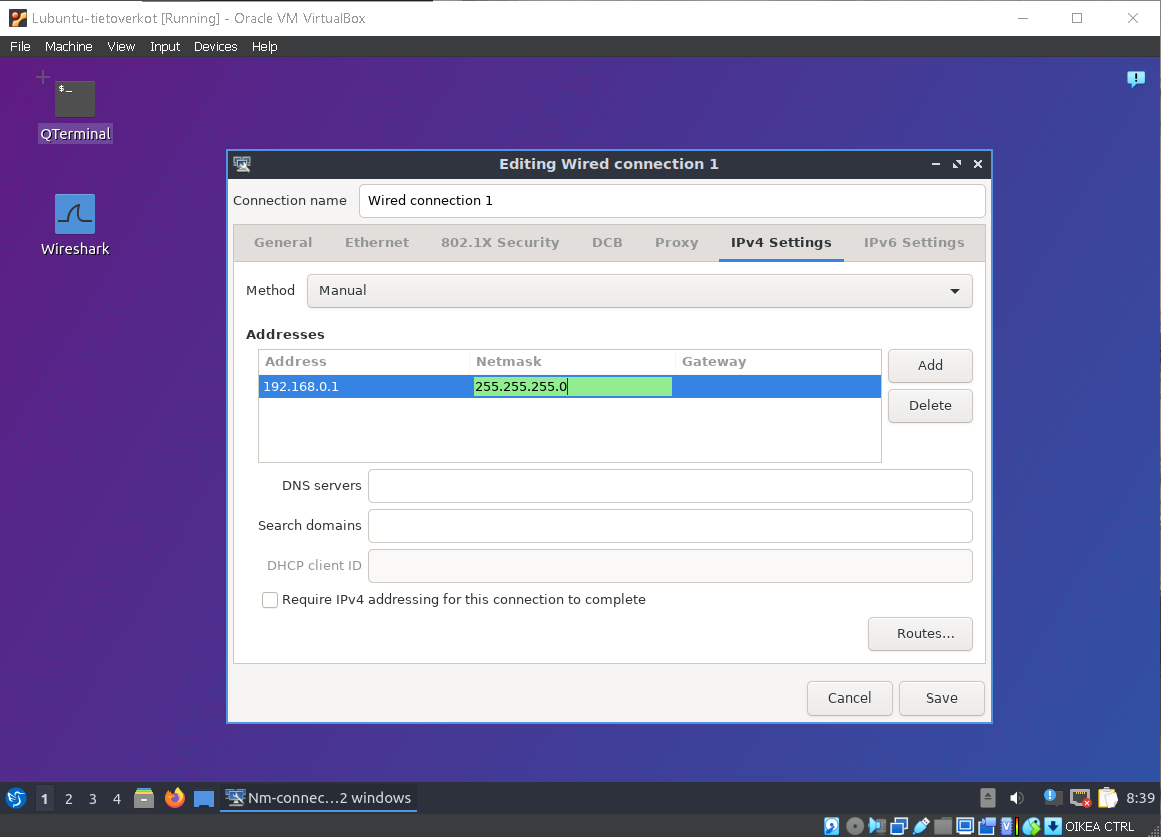 Lubuntu-tietoverkot [Running] - Oracle VM VirtualBox
File Machine View Input Devices Help
$_
QTerminal
Wireshark
Editing Wired connection 1
Connection name Wired connection 1
General Ethernet 802.1X Security DCB Proxy IPv4 Settings IPv6 Settings
Method Manual
Addresses
Address Netmask Gateway
192.168.0.1 255.255.255.0
Add
Delete
DNS servers
Search domains
DHCP client ID
Require IPv4 addressing for this connection to complete
Routes...
Cancel Save
1 2 3 4 Nm-connec...2 windows 8:39
OIKEA CTRL